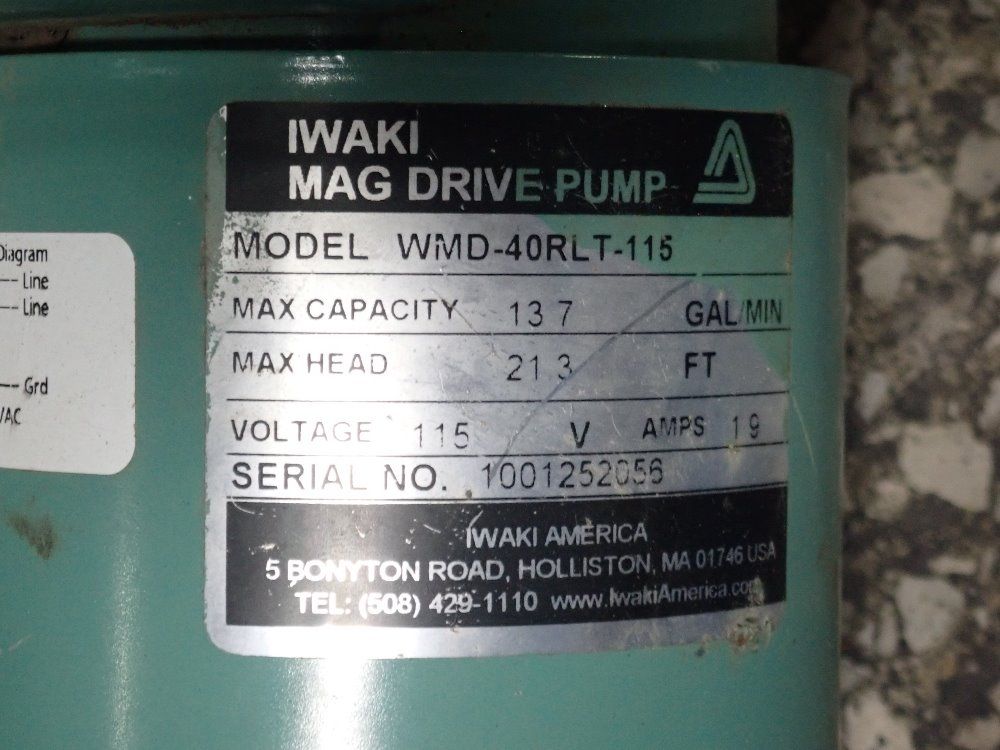 IWAKI
MAG DRIVE PUMP
MODEL WMD-40RLT-115
MAX CAPACITY 13 7 GAL/MIN
MAX HEAD 21 3 FT
VOLTAGE 115 V AMPS 1 9
SERIAL NO. 1001252056
IWAKI AMERICA
5 BONYTON ROAD, HOLLISTON, MA 01746 USA
TEL: (508) 429-1110 www.IwakiAmerica.com
Diagram
Line
Line
Grd
VAC